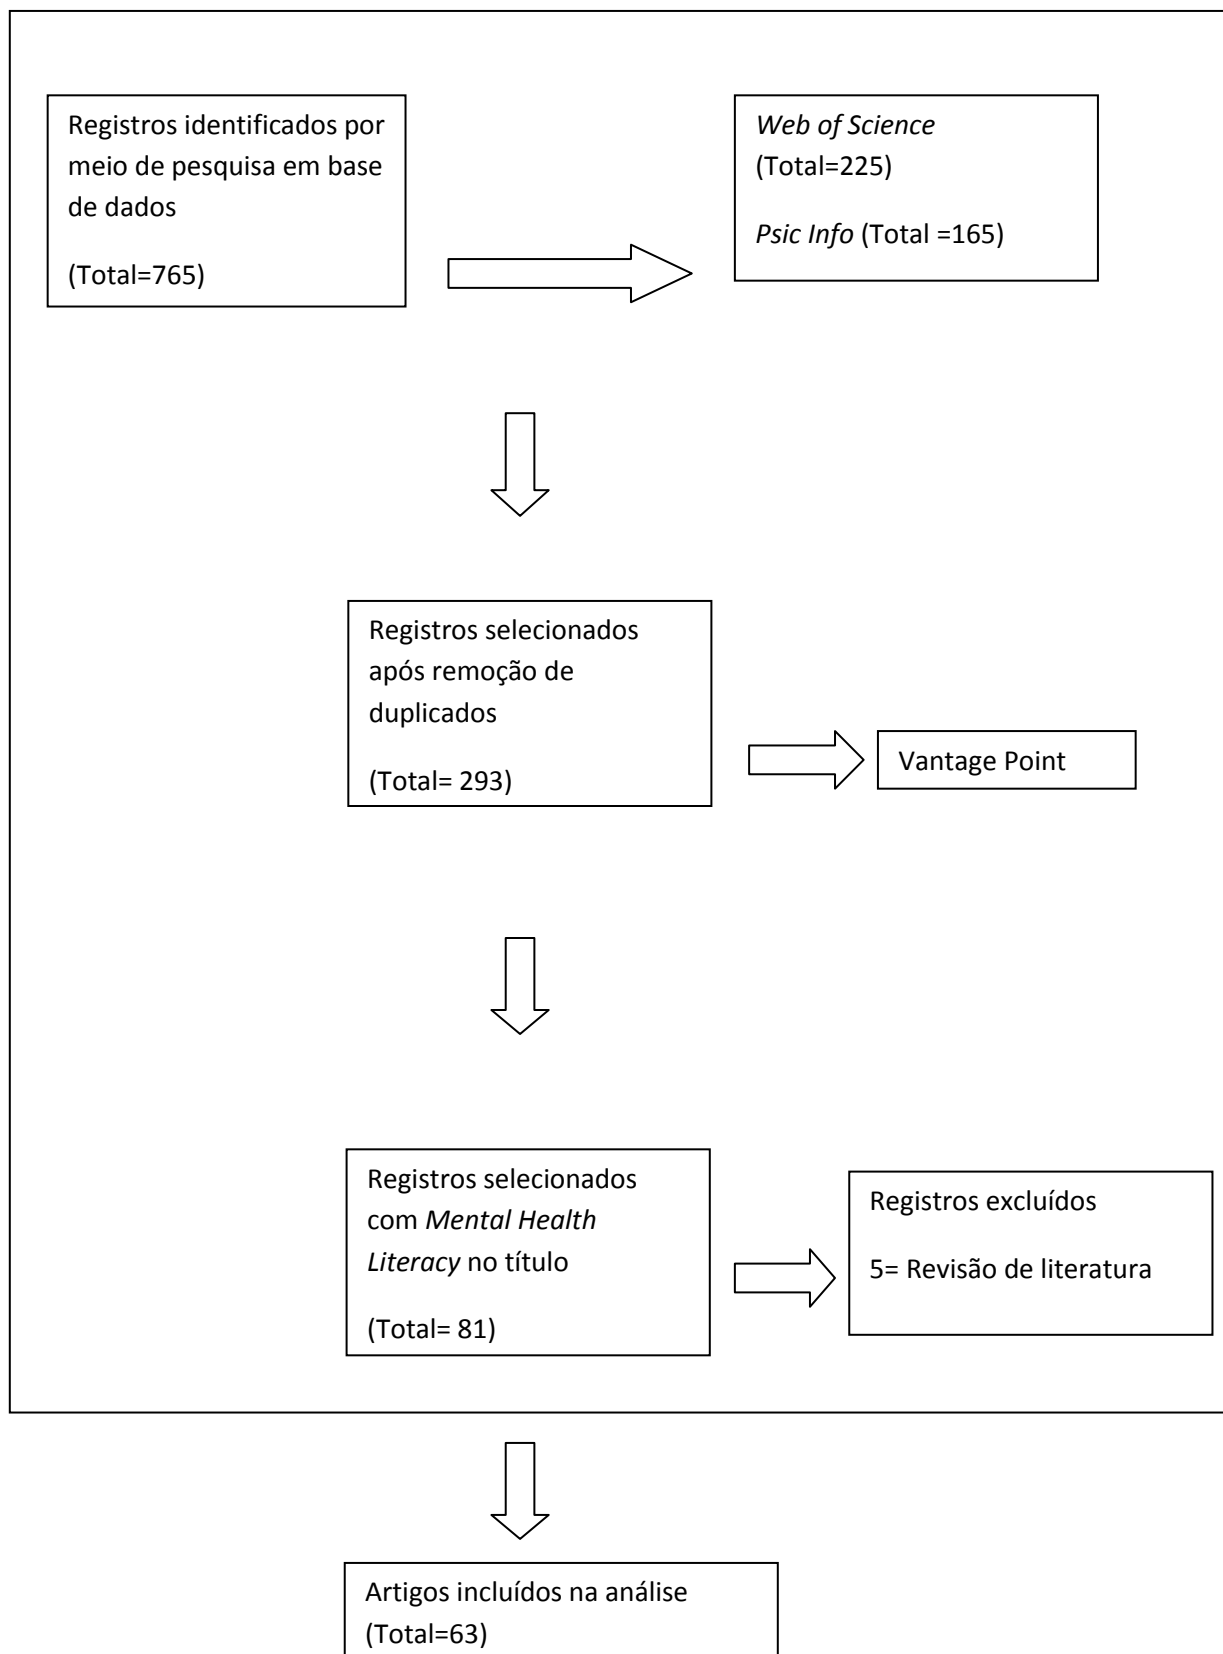 Registros identificados por
meio de pesquisa em base
de dados
(Total=765)
Web of Science
(Total=225)
Psic Info (Total =165)
Registros selecionados
após remoção de
duplicados
(Total= 293)
Vantage Point
Registros selecionados
com Mental Health
Literacy no título
(Total= 81)
Registros excluídos
5= Revisão de literatura
Artigos incluídos na análise
(Total=63)